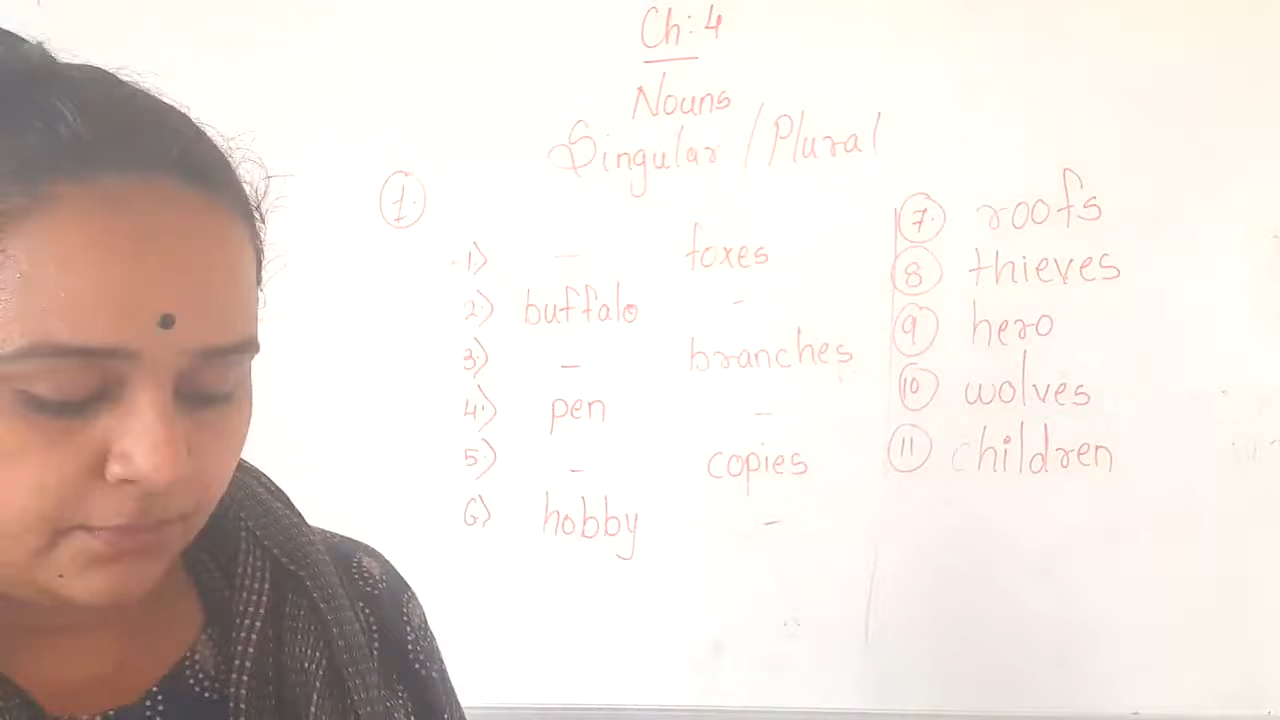 Ch:4
Nouns
Singular / Plural
1.
1) - foxes
2) buffalo -
3) - branches
4) pen -
5) - copies
6) hobby -
7. roofs
8 thieves
9 hero
10 wolves
11 children